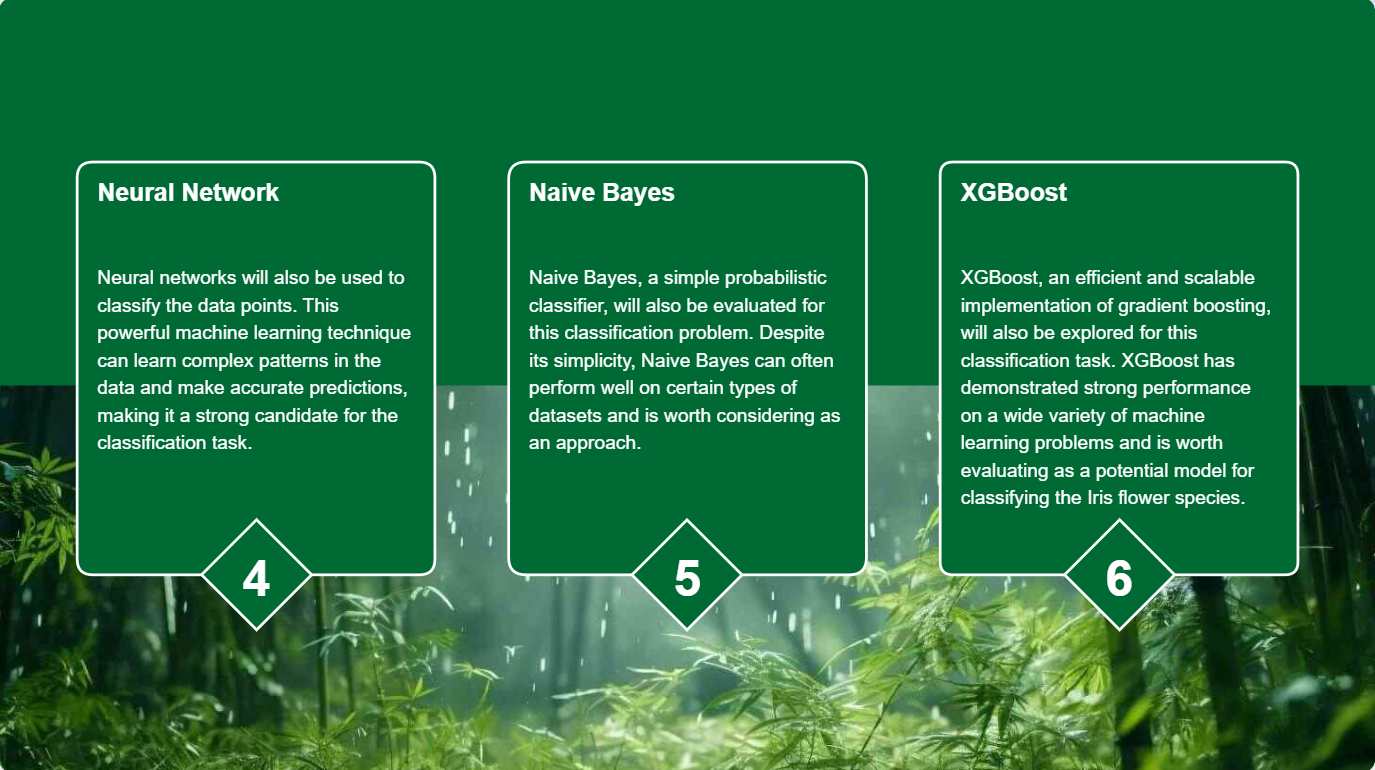 Neural Network
Neural networks will also be used to
classify the data points. This
powerful machine learning technique
can learn complex patterns in the
data and make accurate predictions,
making it a strong candidate for the
classification task.
4
Naive Bayes
Naive Bayes, a simple probabilistic
classifier, will also be evaluated for
this classification problem. Despite
its simplicity, Naive Bayes can often
perform well on certain types of
datasets and is worth considering as
an approach.
5
XGBoost
XGBoost, an efficient and scalable
implementation of gradient boosting,
will also be explored for this
classification task. XGBoost has
demonstrated strong performance
on a wide variety of machine
learning problems and is worth
evaluating as a potential model for
classifying the Iris flower species.
6